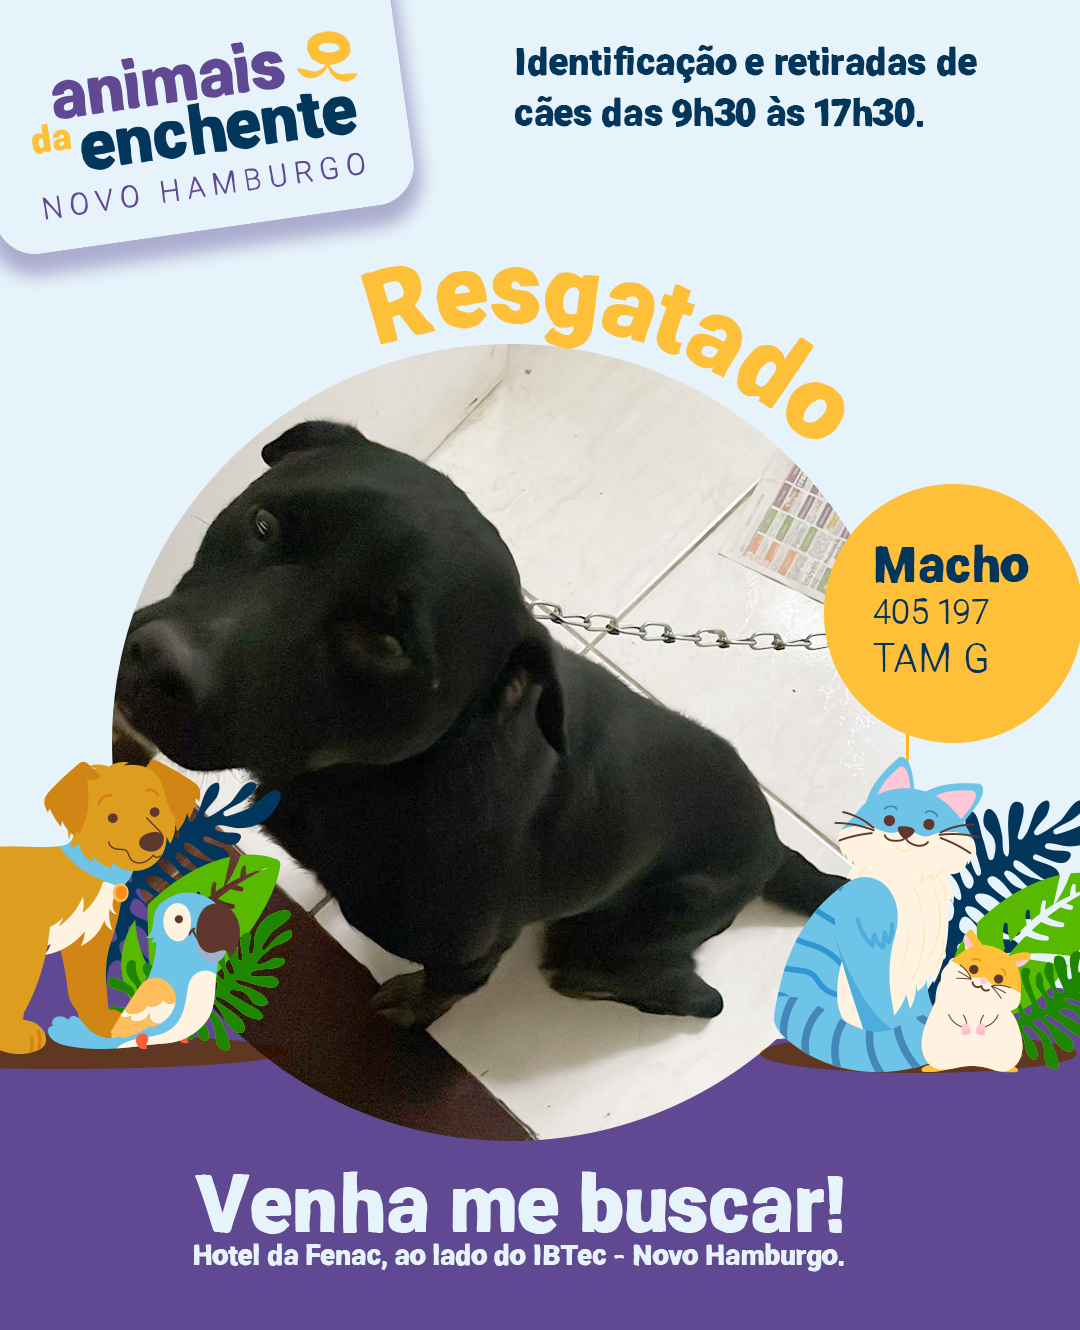 animais
da enchente
NOVO HAMBURGO
Identificação e retiradas de
cães das 9h30 às 17h30.
Resgatado
Macho
405 197
TAM G
Venha me buscar!
Hotel da Fenac, ao lado do IBTec - Novo Hamburgo.